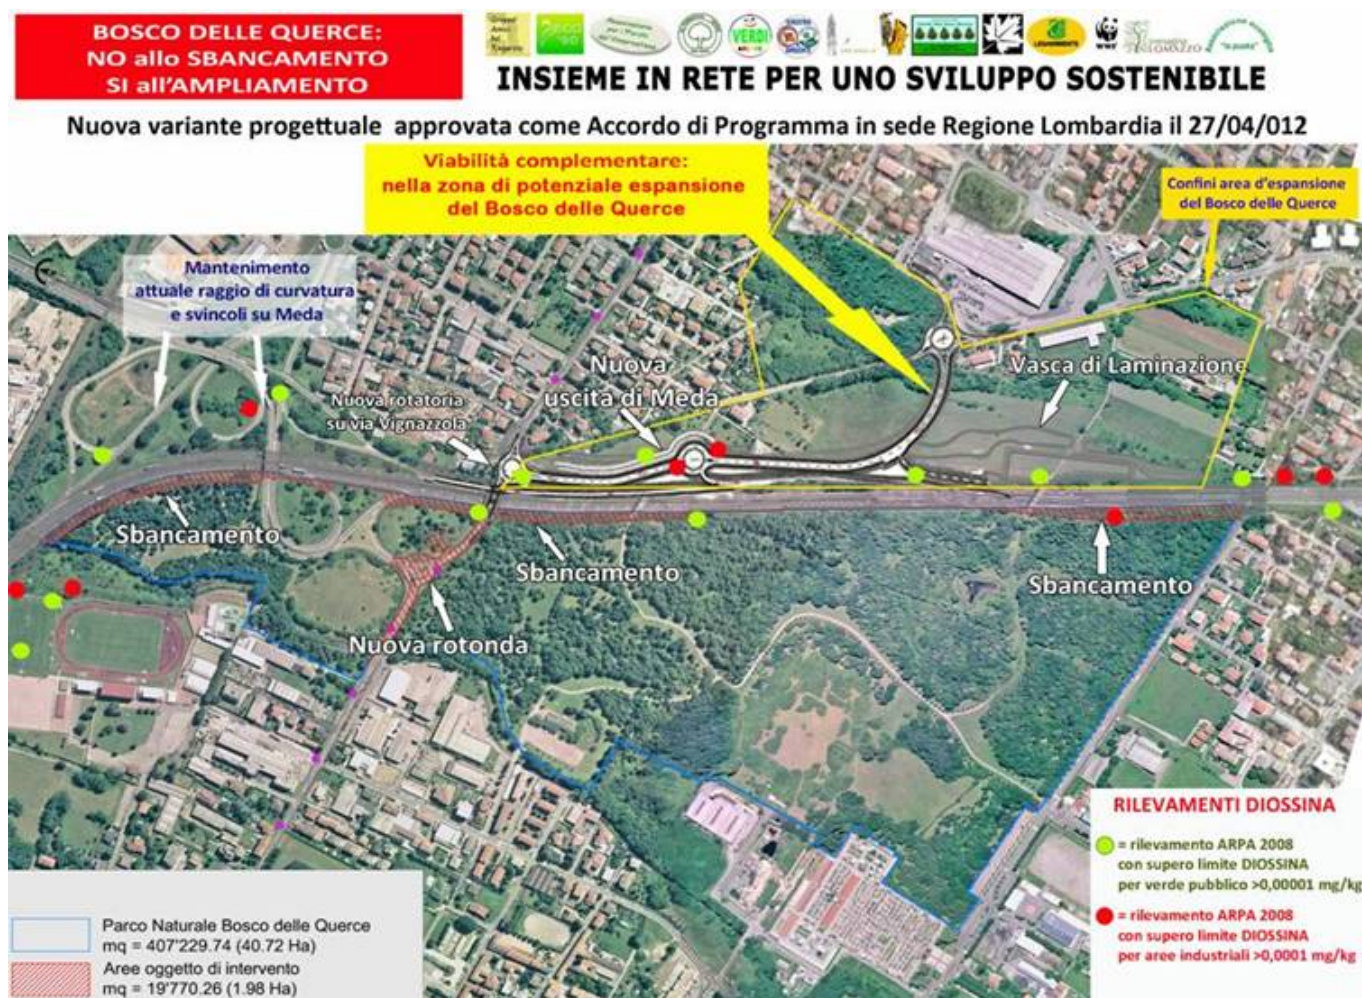 BOSCO DELLE QUERCE:
NO allo SBANCAMENTO
SI all'AMPLIAMENTO
VERDI
LEGAMBIENTE
WWF
INSIEME IN RETE PER UNO SVILUPPO SOSTENIBILE
Nuova variante progettuale approvata come Accordo di Programma in sede Regione Lombardia il 27/04/012
Viabilità complementare:
nella zona di potenziale espansione
del Bosco delle Querce
Confini area d'espansione
del Bosco delle Querce
Mantenimento
attuale raggio di curvatura
e svincoli su Meda
Nuova rotatoria
su via Vignazzola
Nuova
uscita di Meda
Vasca di Laminazione
Sbancamento
Sbancamento
Sbancamento
Nuova rotonda
RILEVAMENTI DIOSSINA
= rilevamento ARPA 2008
con supero limite DIOSSINA
per verde pubblico >0,00001 mg/kg
= rilevamento ARPA 2008
con supero limite DIOSSINA
per aree industriali >0,0001 mg/kg
Parco Naturale Bosco delle Querce
mq = 407'229.74 (40.72 Ha)
Aree oggetto di intervento
mq = 19'770.26 (1.98 Ha)